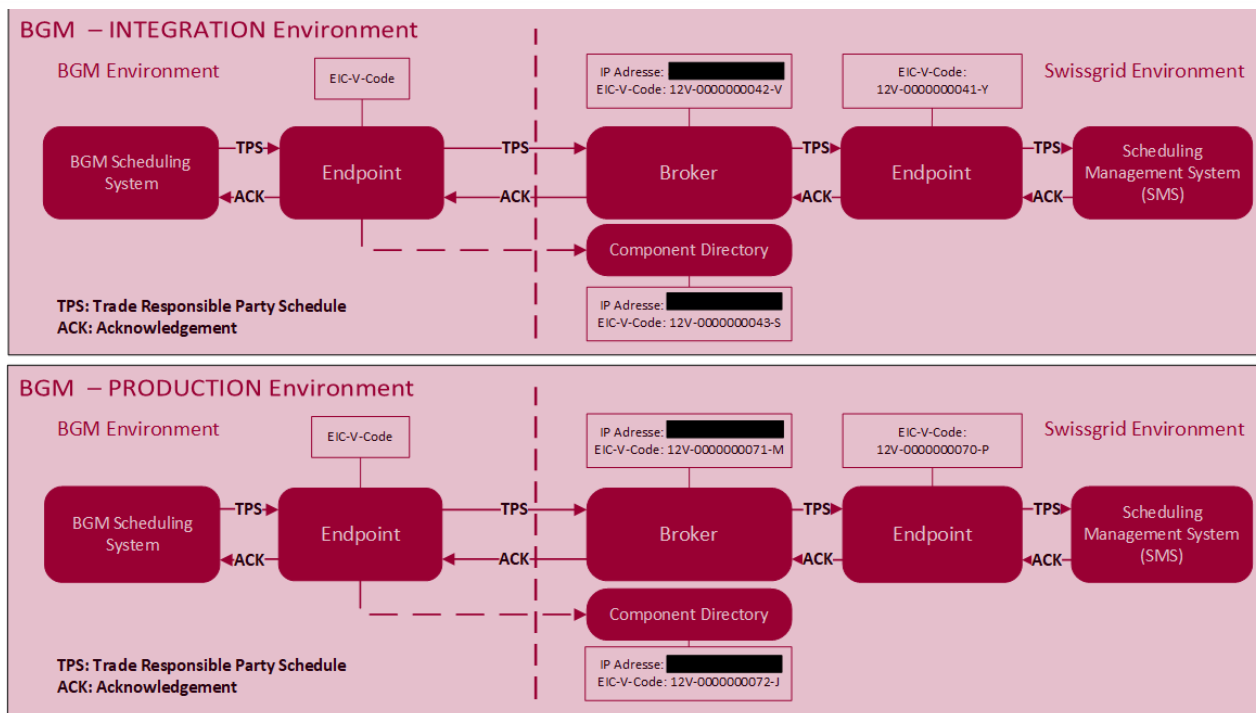 BGM – INTEGRATION Environment
BGM Environment
EIC-V-Code
IP Adresse:
EIC-V-Code: 12V-0000000042-V
EIC-V-Code:
12V-0000000041-Y
Swissgrid Environment
BGM Scheduling
System
TPS
ACK
Endpoint
TPS
ACK
Broker
TPS
ACK
Endpoint
TPS
ACK
Scheduling
Management System
(SMS)
Component Directory
IP Adresse:
EIC-V-Code: 12V-0000000043-S
TPS: Trade Responsible Party Schedule
ACK: Acknowledgement
BGM – PRODUCTION Environment
BGM Environment
EIC-V-Code
IP Adresse:
EIC-V-Code: 12V-0000000071-M
EIC-V-Code:
12V-0000000070-P
Swissgrid Environment
BGM Scheduling
System
TPS
ACK
Endpoint
TPS
ACK
Broker
TPS
ACK
Endpoint
TPS
ACK
Scheduling
Management System
(SMS)
Component Directory
IP Adresse:
EIC-V-Code: 12V-0000000072-J
TPS: Trade Responsible Party Schedule
ACK: Acknowledgement